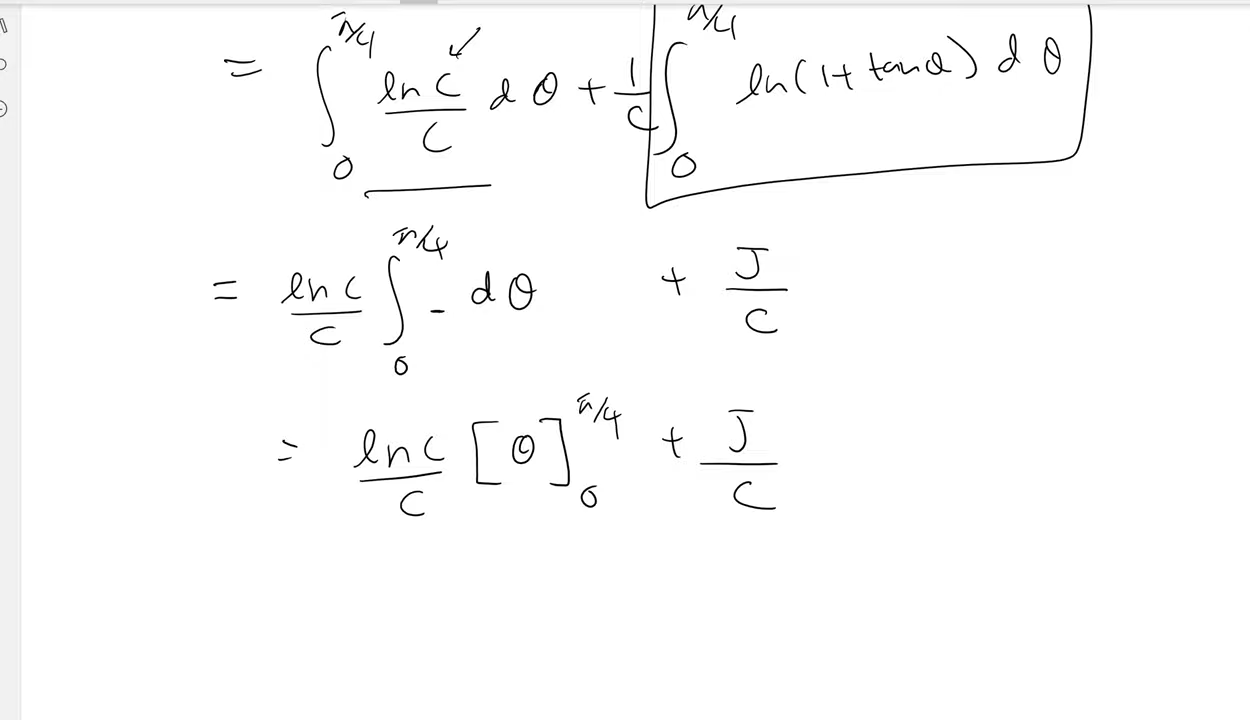 = ∫₀^{π/4} (ln C)/C dθ + 1/C ∫₀^{π/4} ln(1 + tanθ) dθ
= (ln C)/C ∫₀^{π/4} - dθ + J/C
= (ln C)/C [θ]₀^{π/4} + J/C